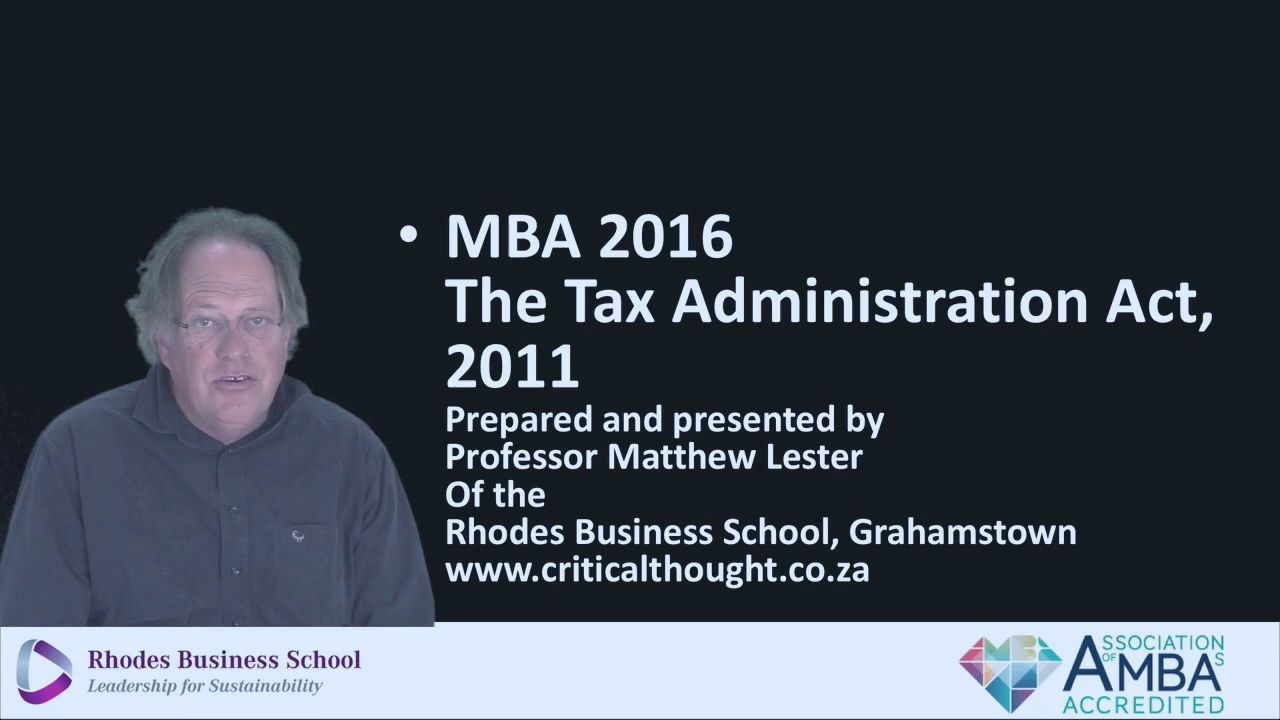 • MBA 2016
The Tax Administration Act,
2011
Prepared and presented by
Professor Matthew Lester
Of the
Rhodes Business School, Grahamstown
www.criticalthought.co.za
Rhodes Business School
Leadership for Sustainability
ASSOCIATION
OF AMBAS
ACCREDITED